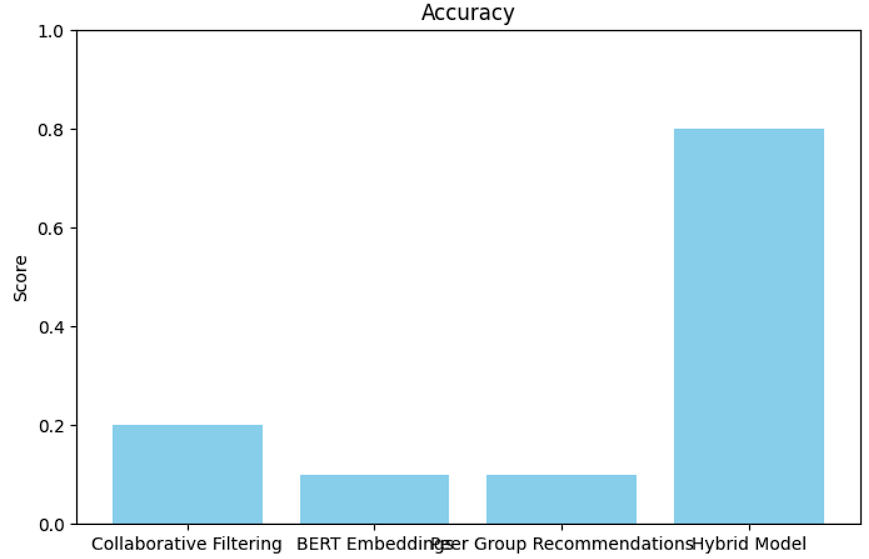 Accuracy
1.0
0.8
0.6
0.4
0.2
0.0
Score
Collaborative Filtering
BERT Embeddings
Peer Group Recommendations
Hybrid Model